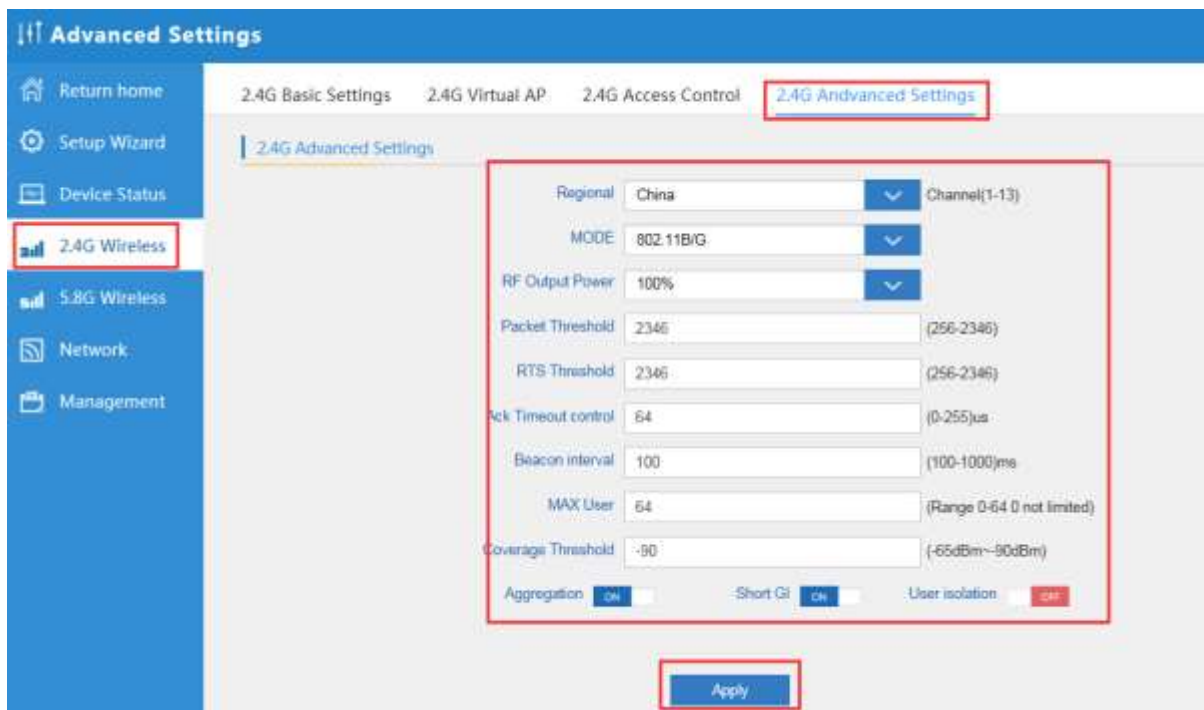 Advanced Settings
Return home
Setup Wizard
Device Status
2.4G Wireless
5.8G Wireless
Network
Management
2.4G Basic Settings 2.4G Virtual AP 2.4G Access Control 2.4G Andvanced Settings
2.4G Advanced Settings
Regional China Channel(1-13)
MODE 802.11B/G
RF Output Power 100%
Packet Threshold 2346 (256-2346)
RTS Threshold 2346 (256-2346)
Ack Timeout control 64 (0-255)us
Beacon interval 100 (100-1000)ms
MAX User 64 (Range 0-64 0 not limited)
Coverage Threshold -90 (-65dBm~-90dBm)
Aggregation ON Short GI ON User isolation OFF
Apply